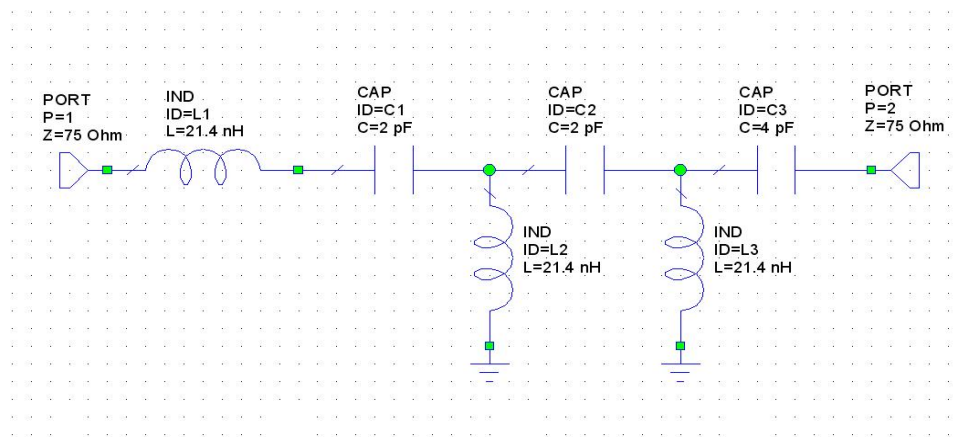 PORT
P=1
Z=75 Ohm
IND
ID=L1
L=21.4 nH
CAP
ID=C1
C=2 pF
CAP
ID=C2
C=2 pF
CAP
ID=C3
C=4 pF
PORT
P=2
Z=75 Ohm
IND
ID=L2
L=21.4 nH
IND
ID=L3
L=21.4 nH